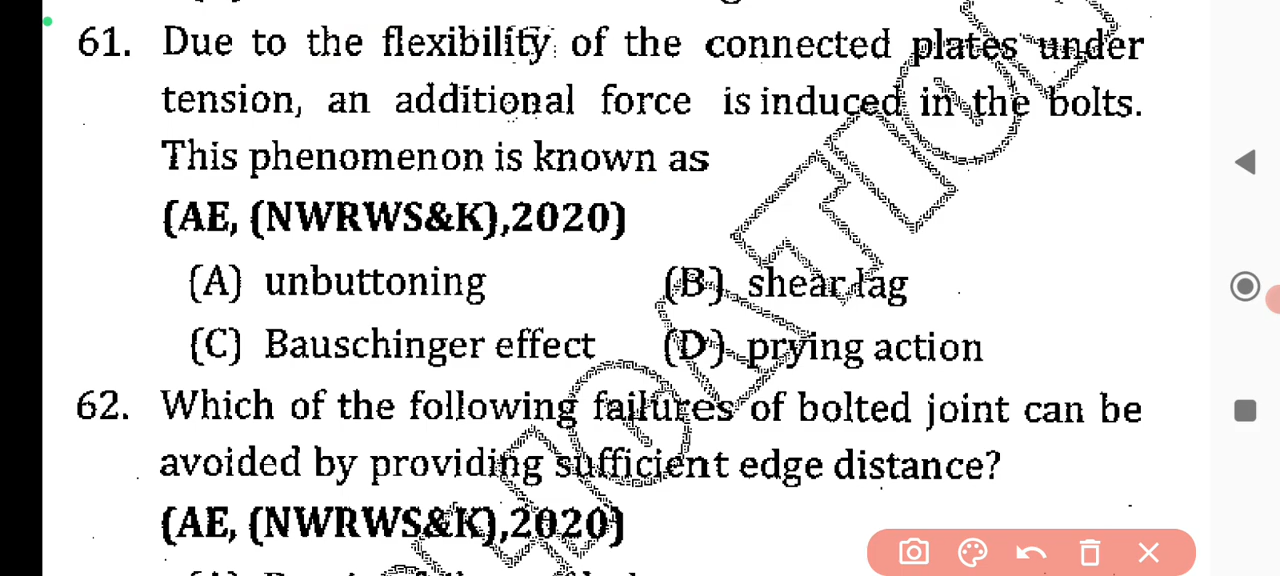 61. Due to the flexibility of the connected plates under
tension, an additional force is induced in the bolts.
This phenomenon is known as
(AE, (NWRWS&K),2020)
(A) unbuttoning (B) shear lag
(C) Bauschinger effect (D) prying action
62. Which of the following failures of bolted joint can be
avoided by providing sufficient edge distance?
(AE, (NWRWS&K),2020)